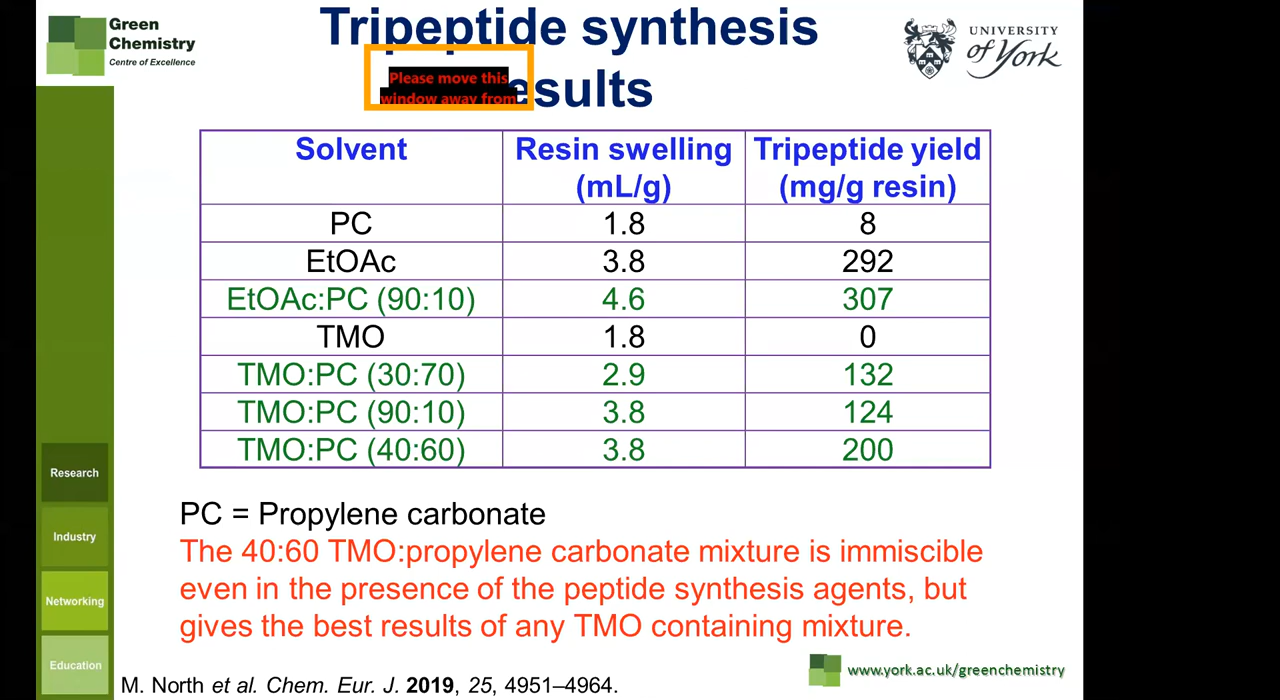 Green
Chemistry
Centre of Excellence
Tripeptide synthesis
UNIVERSITY
of York
Please move this
window away from
esults
Solvent Resin swelling (mL/g) Tripeptide yield (mg/g resin)
PC 1.8 8
EtOAc 3.8 292
EtOAc:PC (90:10) 4.6 307
TMO 1.8 0
TMO:PC (30:70) 2.9 132
TMO:PC (90:10) 3.8 124
TMO:PC (40:60) 3.8 200
Research
Industry
Networking
Education
PC = Propylene carbonate
The 40:60 TMO:propylene carbonate mixture is immiscible
even in the presence of the peptide synthesis agents, but
gives the best results of any TMO containing mixture.
www.york.ac.uk/greenchemistry
M. North et al. Chem. Eur. J. 2019, 25, 4951–4964.